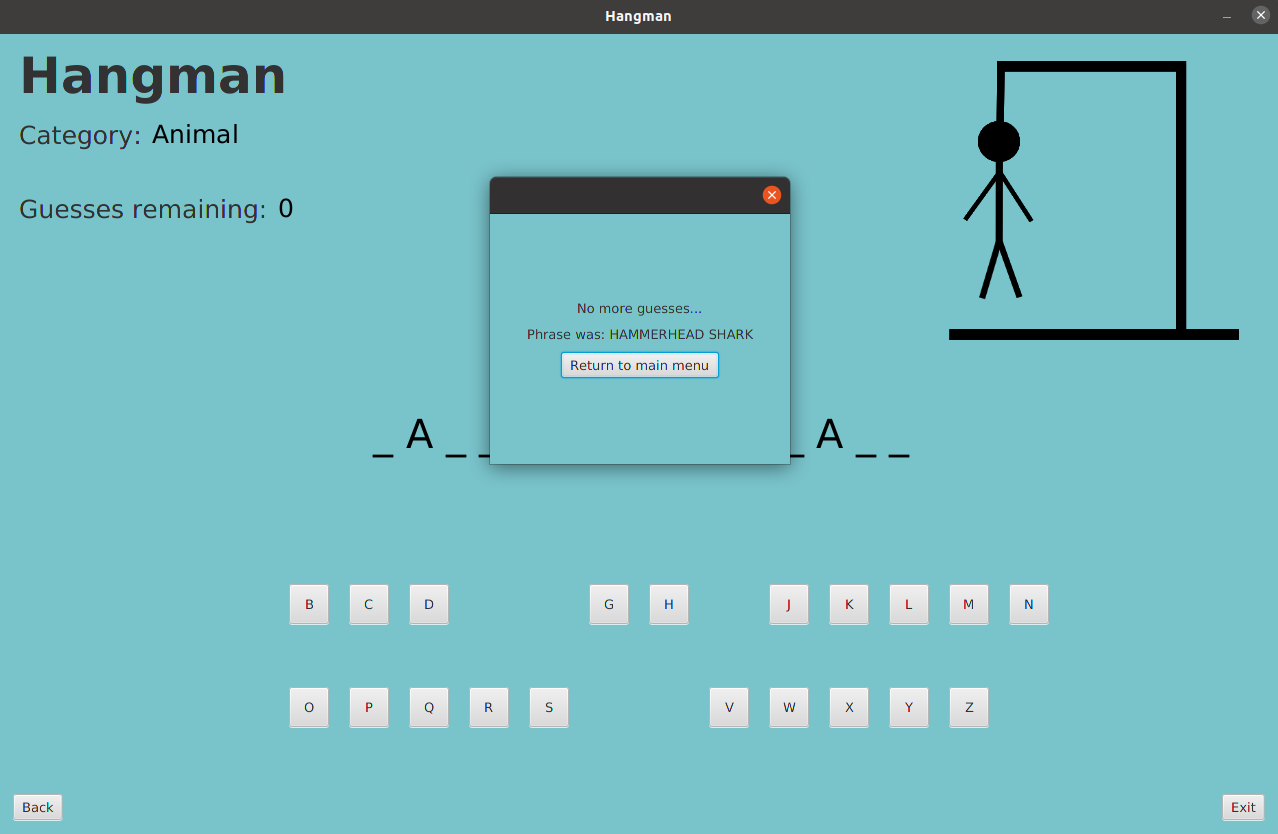 Hangman
Hangman
Category: Animal
Guesses remaining: 0
No more guesses...
Phrase was: HAMMERHEAD SHARK
Return to main menu
_ A _ _ _ A _ _
B C D G H J K L M N
O P Q R S V W X Y Z
Back Exit